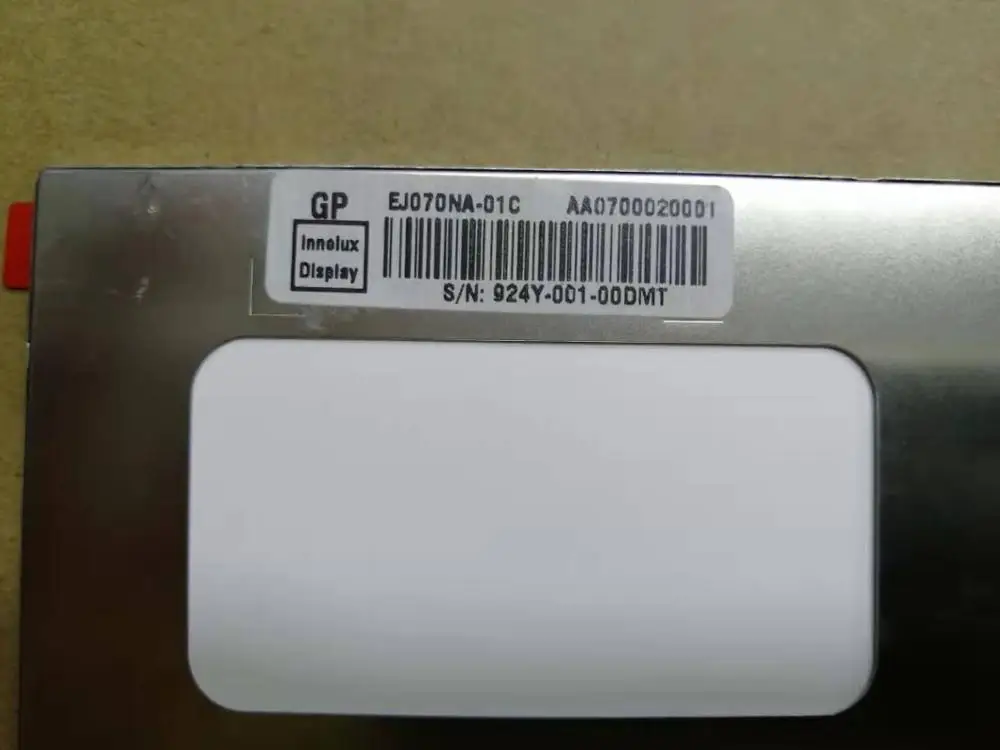 GP EJ070NA-01C AA0700020001
Innolux
Display
S/N: 924Y-001-00DMT